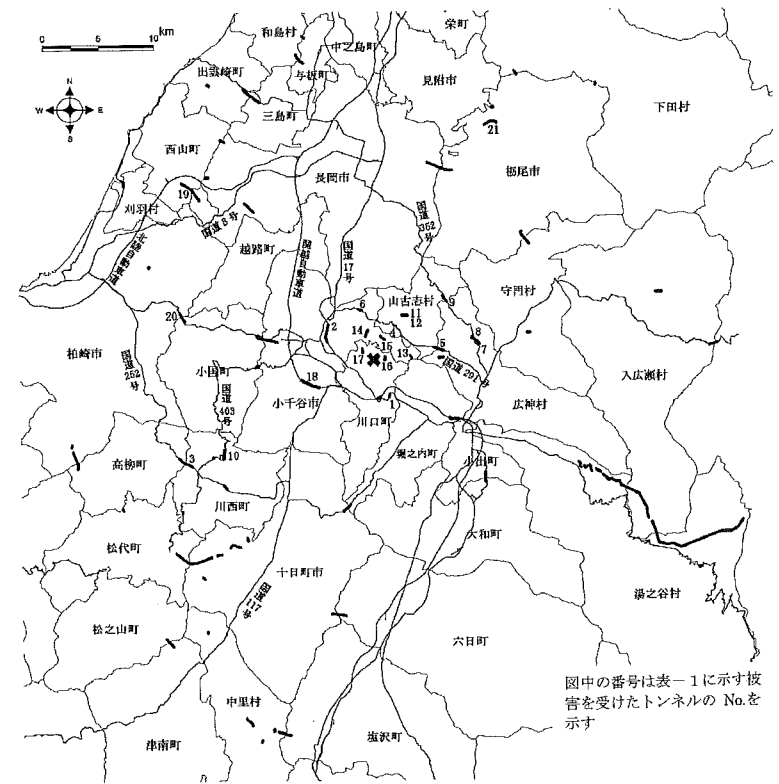 0 5 10 km
N
W E
S
和島村
中之島町
栄町
出雲崎町
与板町
見附市
三島町
下田村
21
西山町
栃尾市
長岡市
19
刈羽村
国道8号
国道352号
越路町
北陸自動車道
関越自動車道
国道17号
守門村
山古志村
6
9
11
12
20
2
14
4
8
7
15
5
17
16
13
国道291号
柏崎市
国道252号
小国町
入広瀬村
18
小千谷市
国道403号
1
川口町
広神村
堀之内町
小出町
3
10
高柳町
川西町
大和町
松代町
十日町市
湯之谷村
国道117号
松之山町
六日町
中里村
津南町
塩沢町
図中の番号は表-1に示す被
害を受けたトンネルの No.を
示す